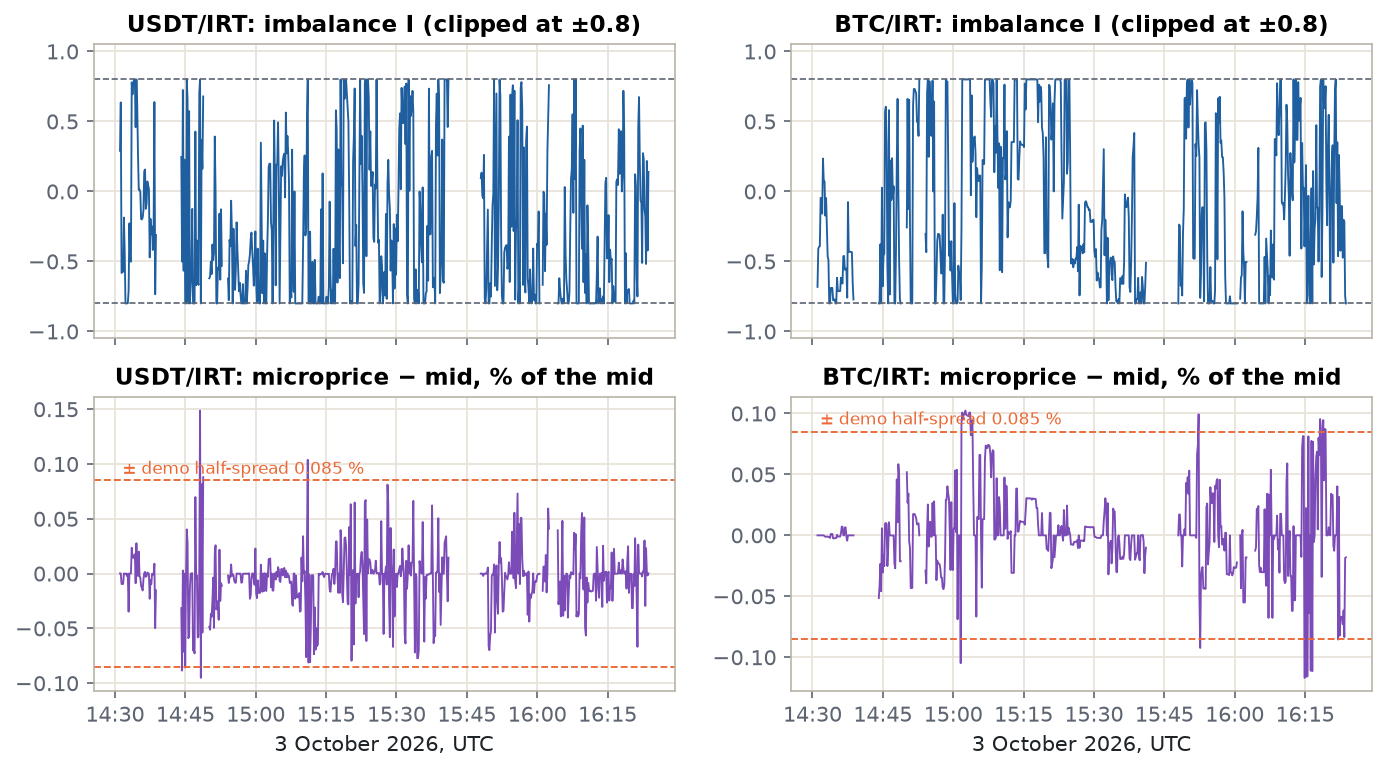 USDT/IRT: imbalance I (clipped at ±0.8)
1.0
0.5
0.0
−0.5
−1.0
BTC/IRT: imbalance I (clipped at ±0.8)
1.0
0.5
0.0
−0.5
−1.0
USDT/IRT: microprice − mid, % of the mid
0.15
0.10
0.05
0.00
−0.05
−0.10
± demo half-spread 0.085 %
14:30 14:45 15:00 15:15 15:30 15:45 16:00 16:15
3 October 2026, UTC
BTC/IRT: microprice − mid, % of the mid
0.10
0.05
0.00
−0.05
−0.10
± demo half-spread 0.085 %
14:30 14:45 15:00 15:15 15:30 15:45 16:00 16:15
3 October 2026, UTC